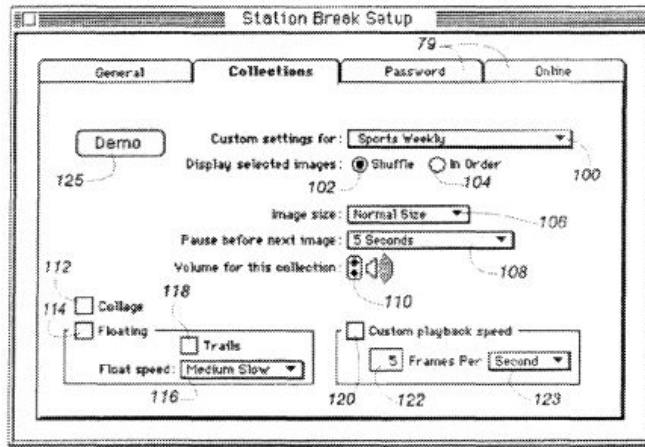 Station Break Setup
79
General Collections Password Online
Demo
125
Custom settings for: Sports Weekly
100
Display selected images: Shuffle In Order
102 104
Image size: Normal Size
106
Pause before next image: 5 Seconds
108
Volume for this collection:
110
112
Collage
114
118
Floating
Trails
Float speed: Medium Slow
116
Custom playback speed
5 Frames Per Second
120 122 123